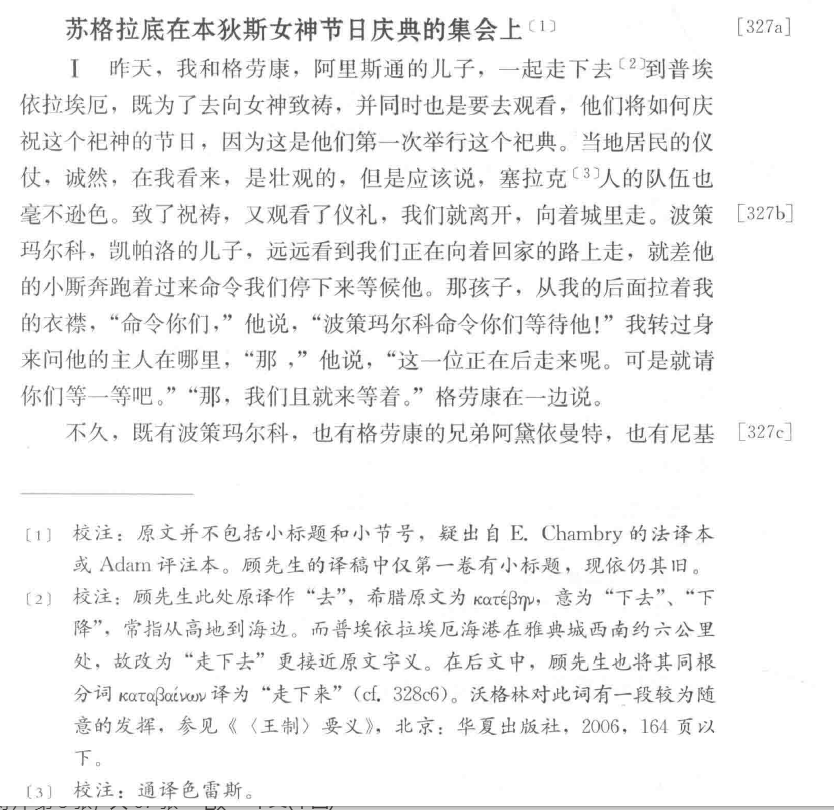 苏格拉底在本狄斯女神节日庆典的集会上〔1〕 [327a]
I 昨天，我和格劳康，阿里斯通的儿子，一起走下去〔2〕到普埃
依拉埃厄，既为了去向女神致祷，并同时也是要去观看，他们将如何庆
祝这个祀神的节日，因为这是他们第一次举行这个祀典。当地居民的仪
仗，诚然，在我看来，是壮观的，但是应该说，塞拉克〔3〕人的队伍也
毫不逊色。致了祝祷，又观看了仪礼，我们就离开，向着城里走。波策 [327b]
玛尔科，凯帕洛的儿子，远远看到我们正在向着回家的路上走，就差他
的小厮奔跑着过来命令我们停下来等候他。那孩子，从我的后面拉着我
的衣襟，“命令你们，”他说，“波策玛尔科命令你们等待他！”我转过身
来问他的主人在哪里，“那，”他说，“这一位正在后走来呢。可是就请
你们等一等吧。”“那，我们且就来等着。”格劳康在一边说。
不久，既有波策玛尔科，也有格劳康的兄弟阿黛依曼特，也有尼基 [327c]
〔1〕 校注：原文并不包括小标题和小节号，疑出自 E. Chambry 的法译本
或 Adam 评注本。顾先生的译稿中仅第一卷有小标题，现依仍其旧。
〔2〕 校注：顾先生此处原译作“去”，希腊原文为 κατέβην，意为“下去”、“下
降”，常指从高地到海边。而普埃依拉埃厄海港在雅典城西南约六公里
处，故改为“走下去”更接近原文字义。在后文中，顾先生也将其同根
分词 καταβαίνων 译为“走下来”（cf. 328c6）。沃格林对此词有一段较为随
意的发挥，参见《〈王制〉要义》，北京：华夏出版社，2006，164 页以
下。
〔3〕 校注：通译色雷斯。